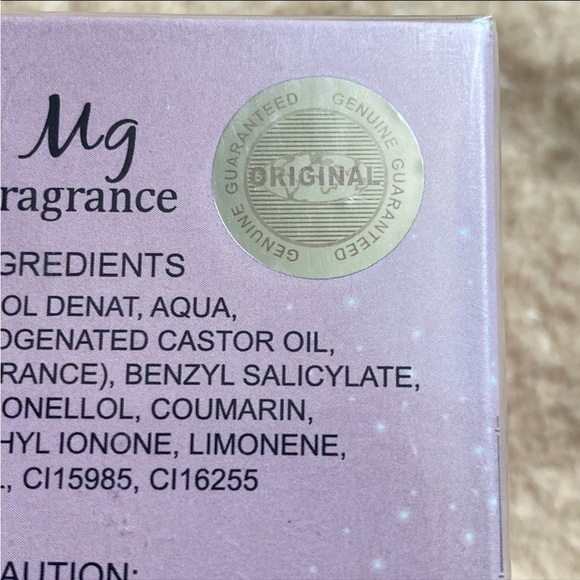 Mg
ragrance
GENUINE GUARANTEED GENUINE GUARANTEED
ORIGINAL
GREDIENTS
OL DENAT, AQUA,
OGENATED CASTOR OIL,
RANCE), BENZYL SALICYLATE,
ONELLOL, COUMARIN,
HYL IONONE, LIMONENE,
, CI15985, CI16255
AUTION: